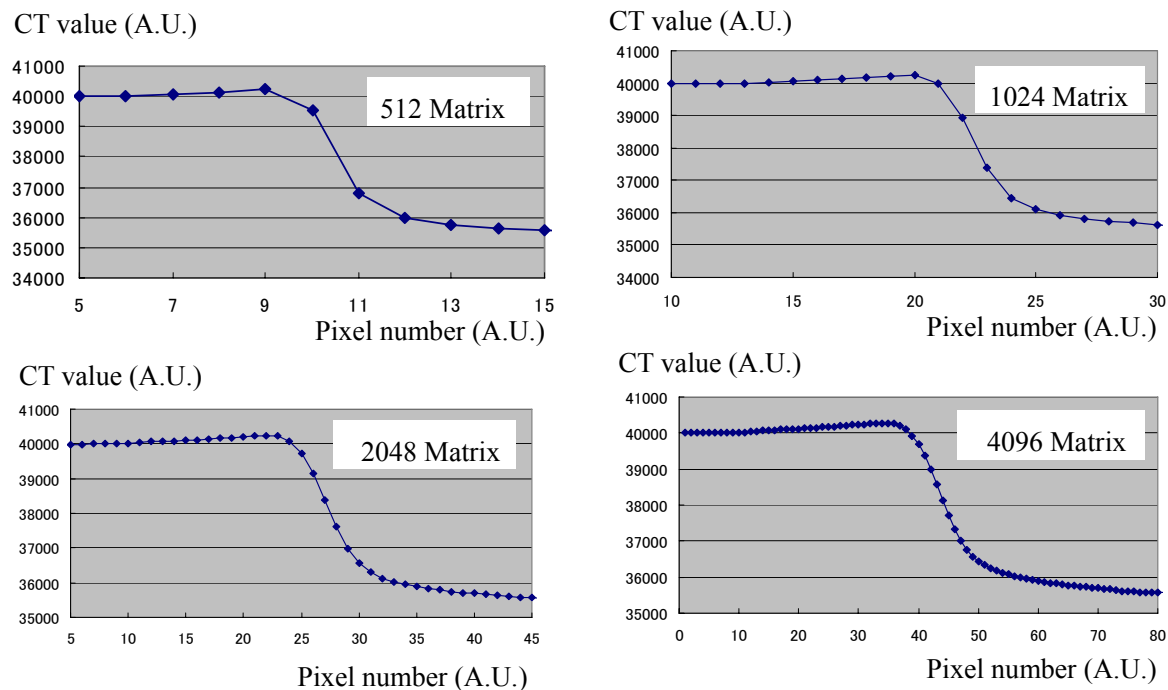 CT value (A.U.)
41000
40000
39000
38000
37000
36000
35000
34000
512 Matrix
5 7 9 11 13 15
Pixel number (A.U.)
CT value (A.U.)
41000
40000
39000
38000
37000
36000
35000
34000
1024 Matrix
10 15 20 25 30
Pixel number (A.U.)
CT value (A.U.)
41000
40000
39000
38000
37000
36000
35000
2048 Matrix
5 10 15 20 25 30 35 40 45
Pixel number (A.U.)
CT value (A.U.)
41000
40000
39000
38000
37000
36000
35000
4096 Matrix
0 10 20 30 40 50 60 70 80
Pixel number (A.U.)